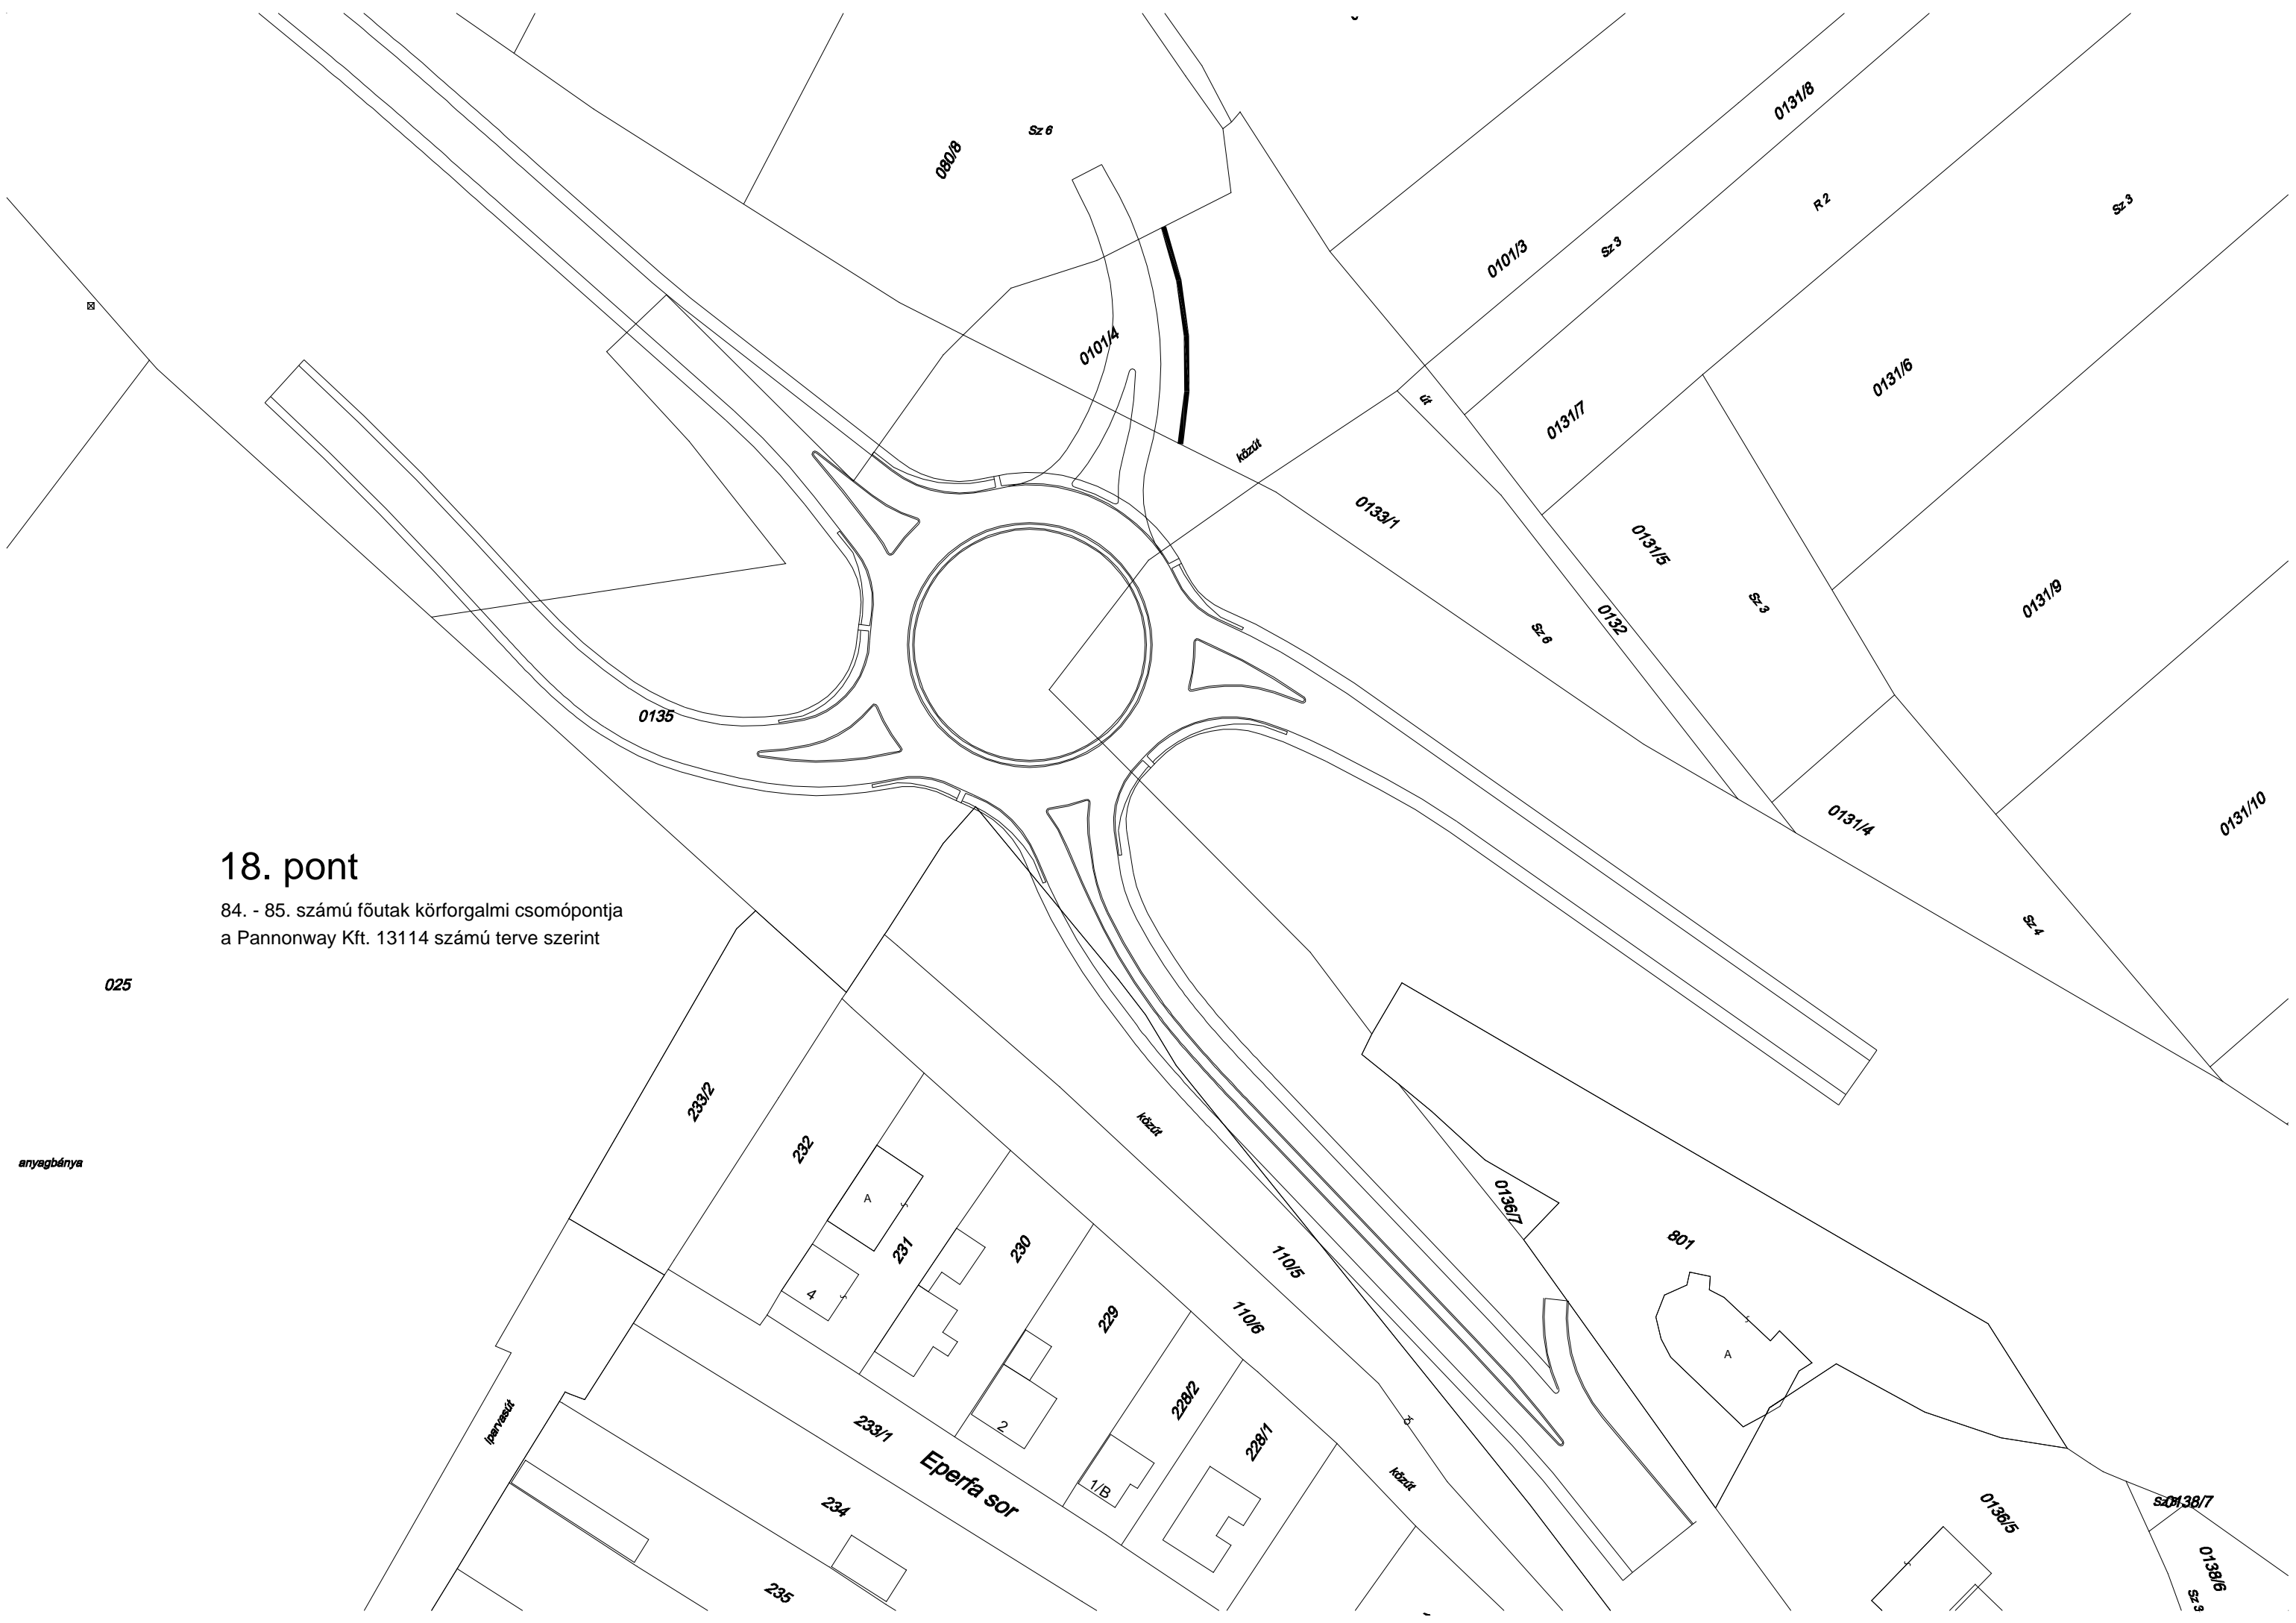 Sz 6
080/8
0131/8
R 2
Sz 3
Sz 3
0101/3
0101/4
0131/6
út
0131/7
közút
0133/1
0131/5
Sz 3
0131/9
0132
Sz 6
0135
0131/4
0131/10
18. pont
84. - 85. számú fõutak körforgalmi csomópontja
a Pannonway Kft. 13114 számú terve szerint
Sz 4
025
233/2
közút
232
anyagbánya
A
0136/7
231
230
801
110/5
4
229
110/6
A
228/2
iparvasút
233/1
2
228/1
Eperfa sor
közút
1/B
234
0138/7
0136/5
0138/6
235
Sz 3